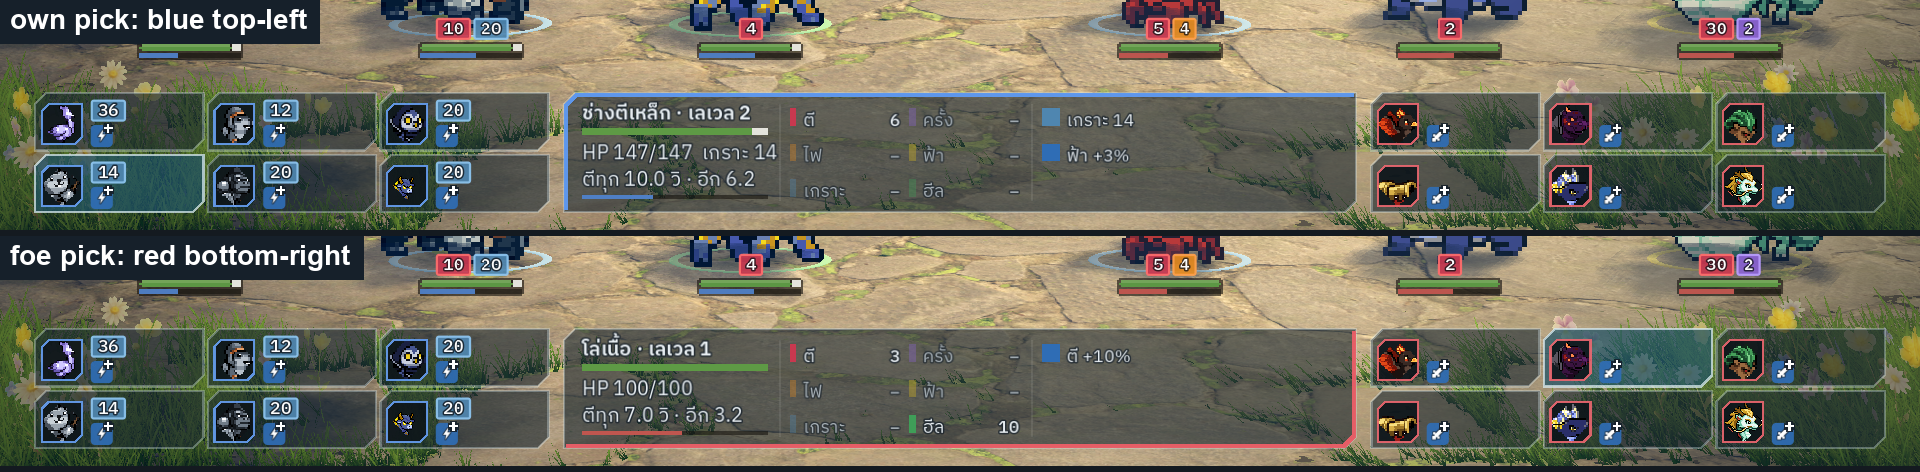 own pick: blue top-left
10 20 4 5 4 2 30 2
36 12 20
14 20 20
ช่างตีเหล็ก · เลเวล 2
HP 147/147 เกราะ 14
ตีทุก 10.0 วิ · อีก 6.2
ตี 6 ครั้ง –
ไฟ – ฟ้า –
เกราะ – ฮีล –
เกราะ 14
ฟ้า +3%
foe pick: red bottom-right
10 20 4 5 4 2 30 2
36 12 20
14 20 20
โล่เนื้อ · เลเวล 1
HP 100/100
ตีทุก 7.0 วิ · อีก 3.2
ตี 3 ครั้ง –
ไฟ – ฟ้า –
เกราะ – ฮีล 10
ตี +10%